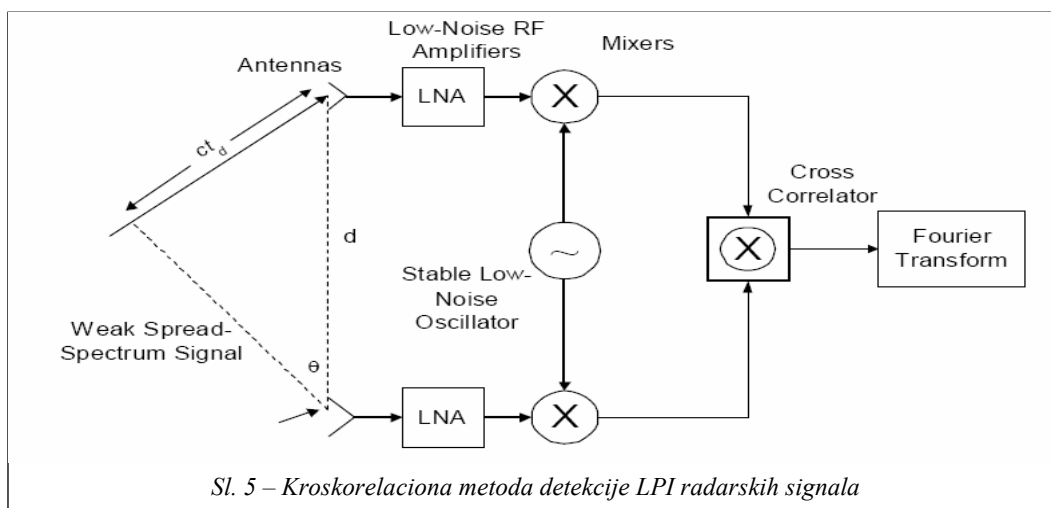 Low-Noise RF
Amplifiers
Mixers
Antennas
LNA
X
ct_d
Cross
Correlator
d
~
X
Fourier
Transform
Stable Low-
Noise
Oscillator
Weak Spread-
Spectrum Signal
θ
LNA
X
Sl. 5 – Kroskorelaciona metoda detekcije LPI radarskih signala